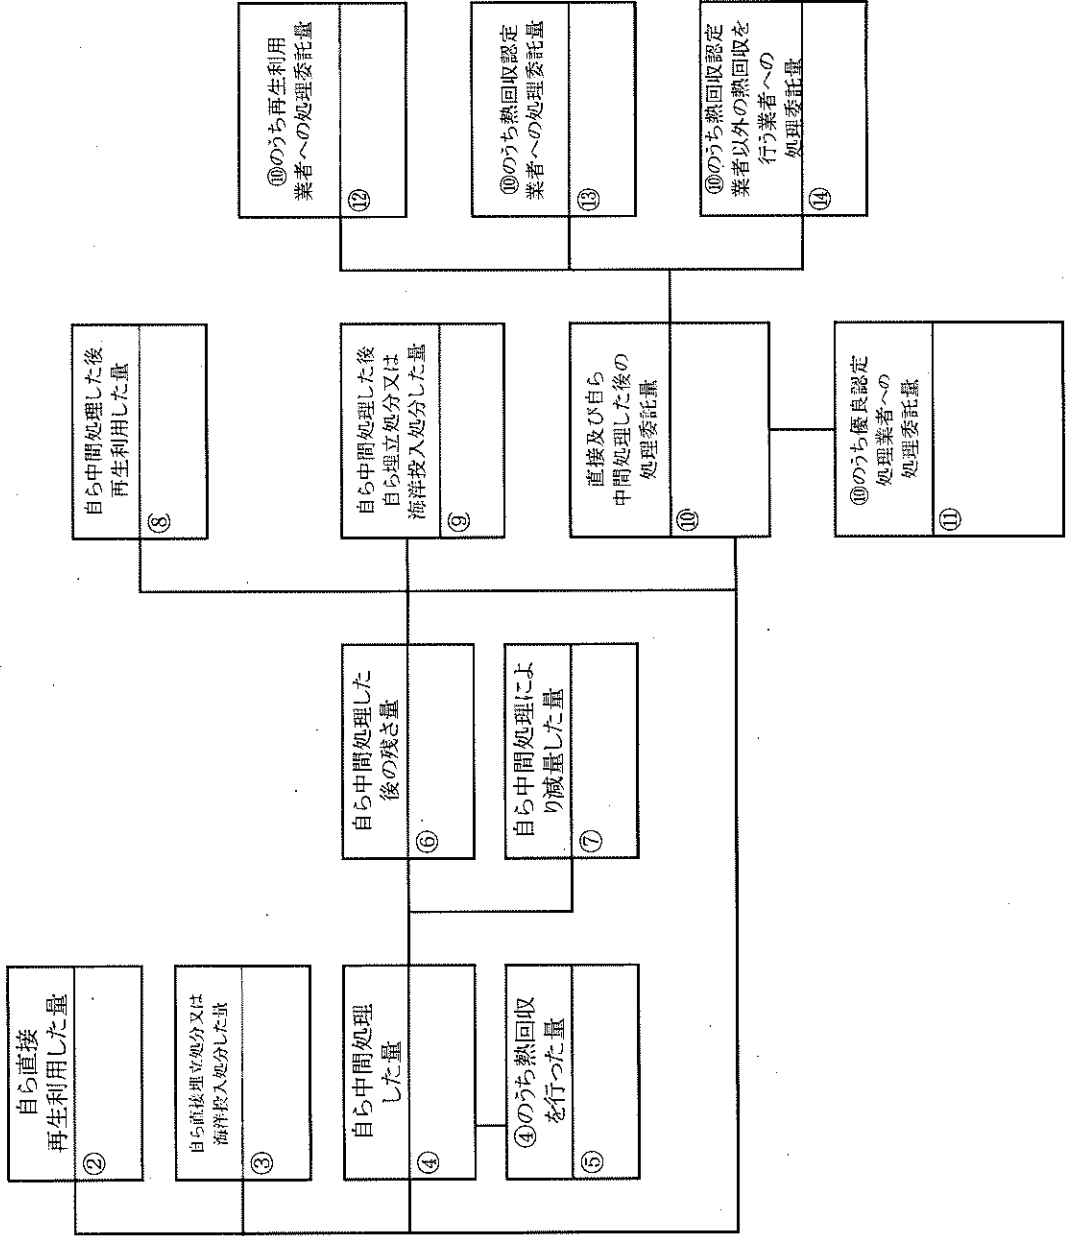 自ら直接
再生利用した量
②
自ら直接埋立処分又は
海洋投入処分した量
③
自ら中間処理
した量
④
④のうち熱回収
を行った量
⑤
自ら中間処理した
後の残さ量
⑥
自ら中間処理によ
り減量した量
⑦
自ら中間処理した後
再生利用した量
⑧
自ら中間処理した後
自ら埋立処分又は
海洋投入処分した量
⑨
直接及び自ら
中間処理した後の
処理委託量
⑩
⑩のうち優良認定
処理業者への
処理委託量
⑪
⑩のうち再生利用
業者への処理委託量
⑫
⑩のうち熱回収認定
業者への処理委託量
⑬
⑩のうち熱回収認定
業者以外の熱回収を
行う業者への
処理委託量
⑭